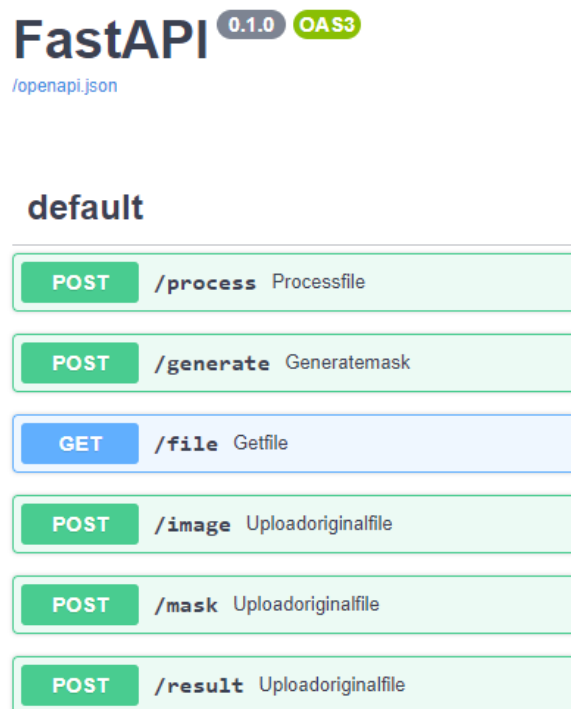 FastAPI 0.1.0 OAS3
/openapi.json
default
POST /process Processfile
POST /generate Generatemask
GET /file Getfile
POST /image Uploadoriginalfile
POST /mask Uploadoriginalfile
POST /result Uploadoriginalfile